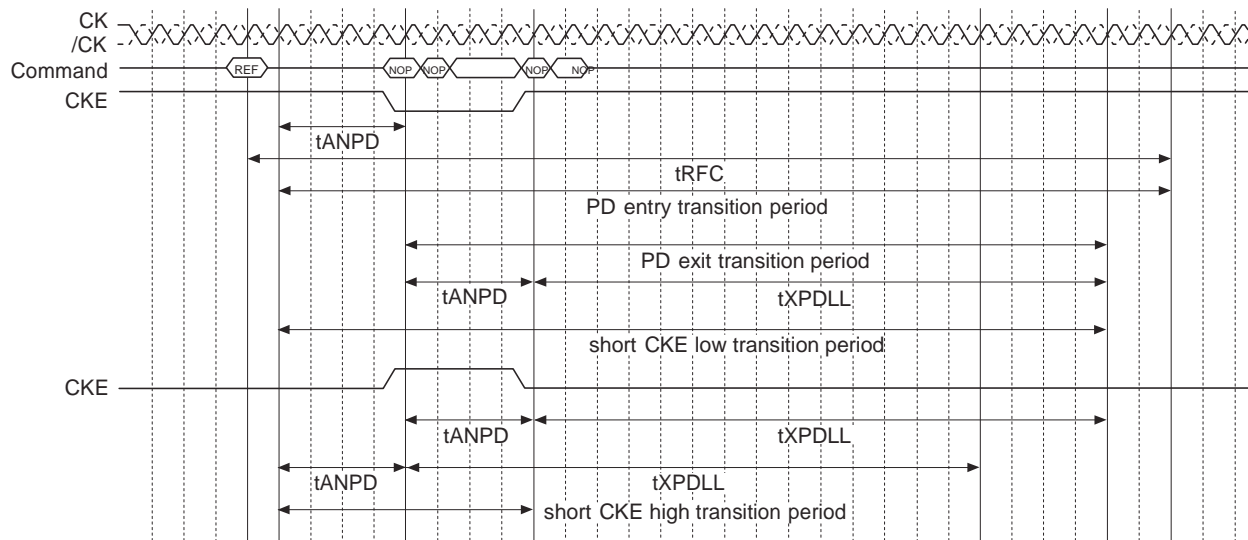 CK
/CK
Command REF NOP NOP NOP NOP
CKE
tANPD
tRFC
PD entry transition period
PD exit transition period
tANPD tXPDLL
short CKE low transition period
CKE
tANPD tXPDLL
tANPD tXPDLL
short CKE high transition period